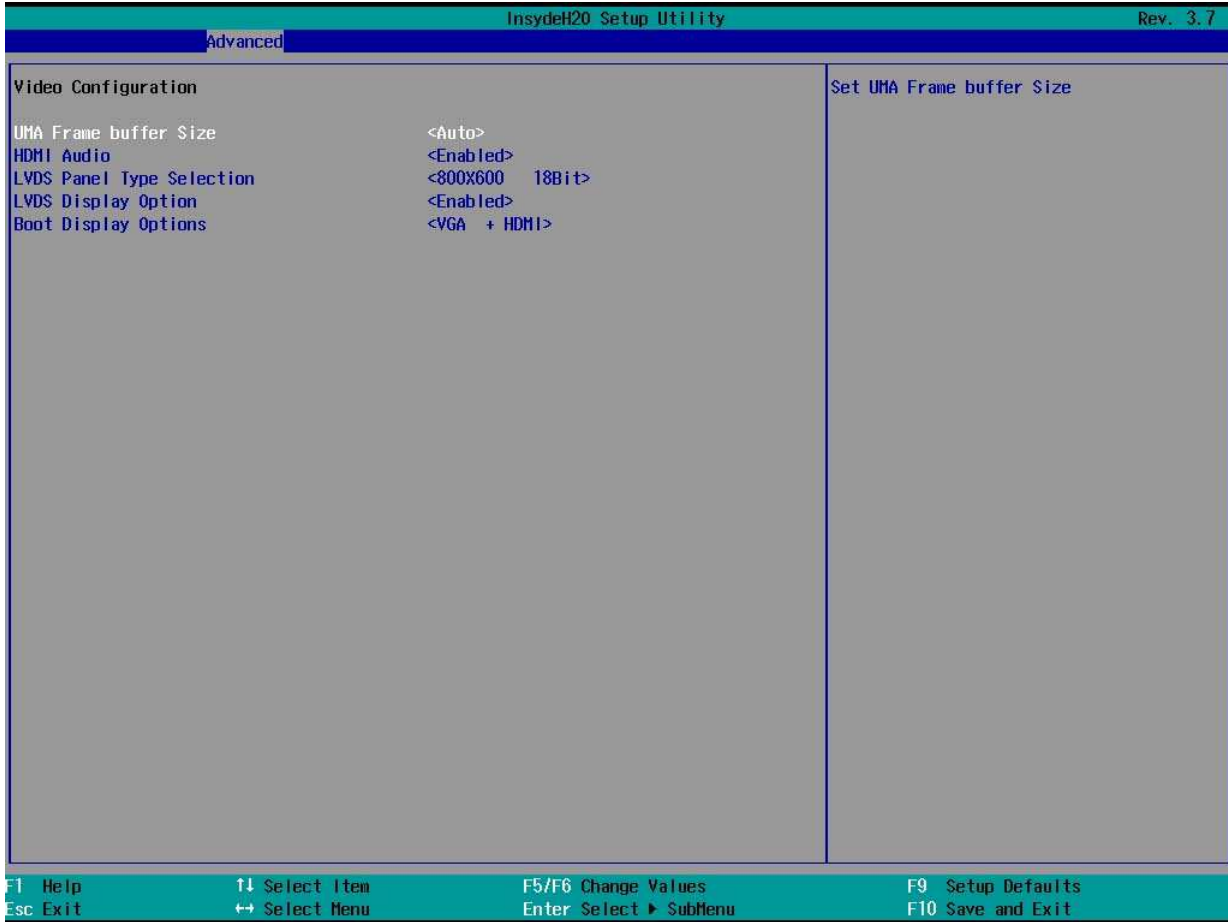 InsydeH20 Setup Utility Rev. 3.7
Advanced
Video Configuration
Set UMA Frame buffer Size
UMA Frame buffer Size <Auto>
HDMI Audio <Enabled>
LVDS Panel Type Selection <800X600 18Bit>
LVDS Display Option <Enabled>
Boot Display Options <VGA + HDMI>
F1 Help ↑↓ Select Item F5/F6 Change Values F9 Setup Defaults
Esc Exit ↔ Select Menu Enter Select ▶ SubMenu F10 Save and Exit